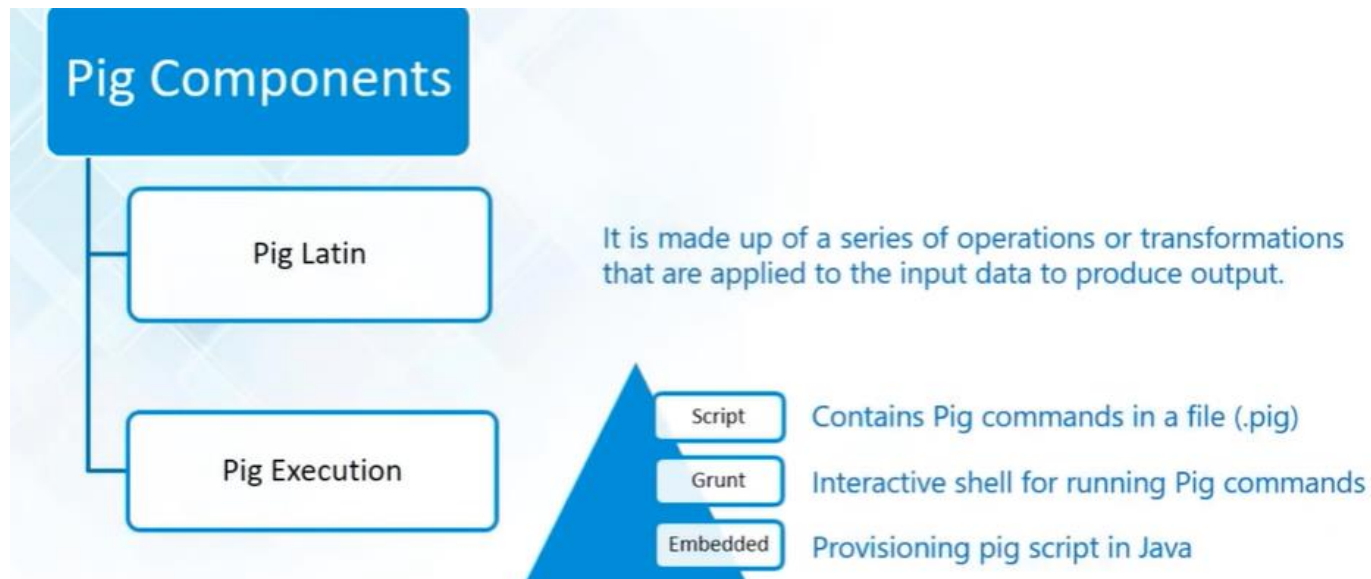 Pig Components
Pig Latin
It is made up of a series of operations or transformations
that are applied to the input data to produce output.
Pig Execution
Script
Contains Pig commands in a file (.pig)
Grunt
Interactive shell for running Pig commands
Embedded
Provisioning pig script in Java